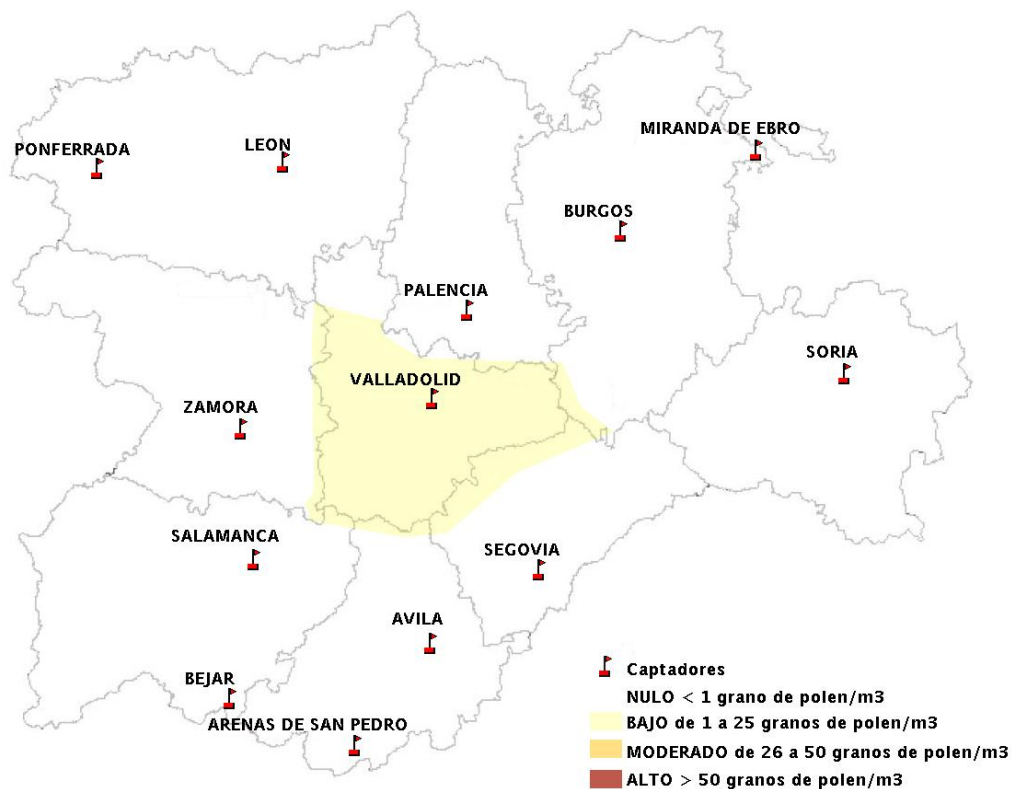 MIRANDA DE EBRO
PONFERRADA
LEON
BURGOS
PALENCIA
SORIA
VALLADOLID
ZAMORA
SALAMANCA
SEGOVIA
AVILA
BEJAR
ARENAS DE SAN PEDRO
Captadores
NULO < 1 grano de polen/m3
BAJO de 1 a 25 granos de polen/m3
MODERADO de 26 a 50 granos de polen/m3
ALTO > 50 granos de polen/m3